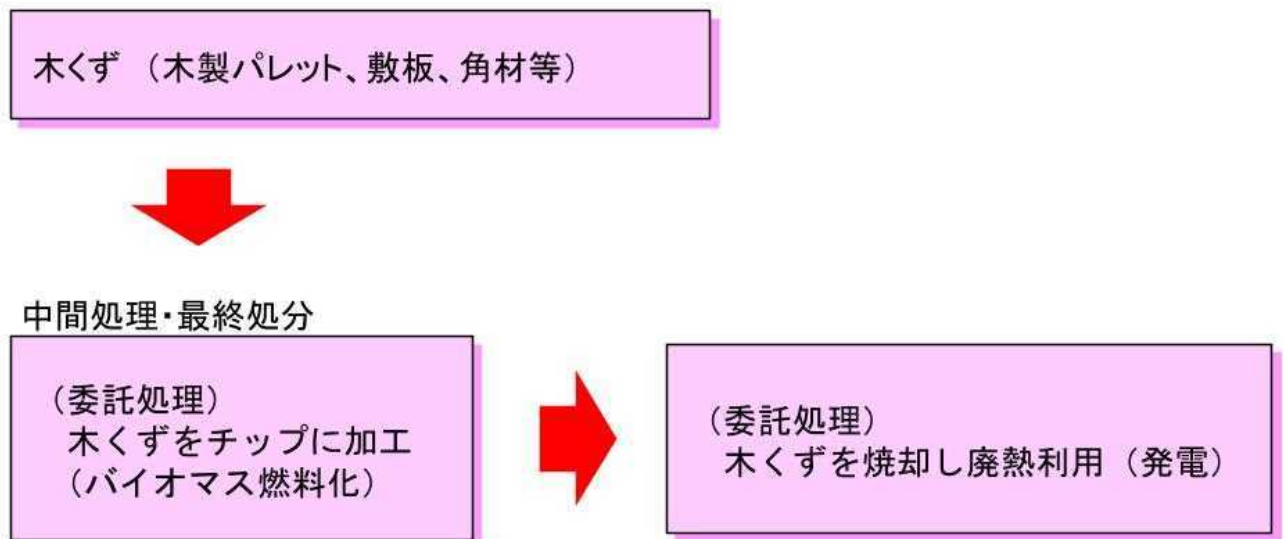 木くず （木製パレット、敷板、角材等）
中間処理・最終処分
（委託処理）
木くずをチップに加工
（バイオマス燃料化）
（委託処理）
木くずを焼却し廃熱利用（発電）